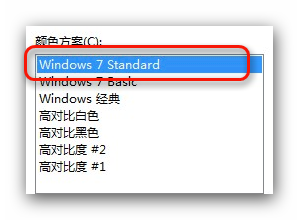 颜色方案(C):
Windows 7 Standard
Windows 7 Basic
Windows 经典
高对比白色
高对比黑色
高对比度 #2
高对比度 #1